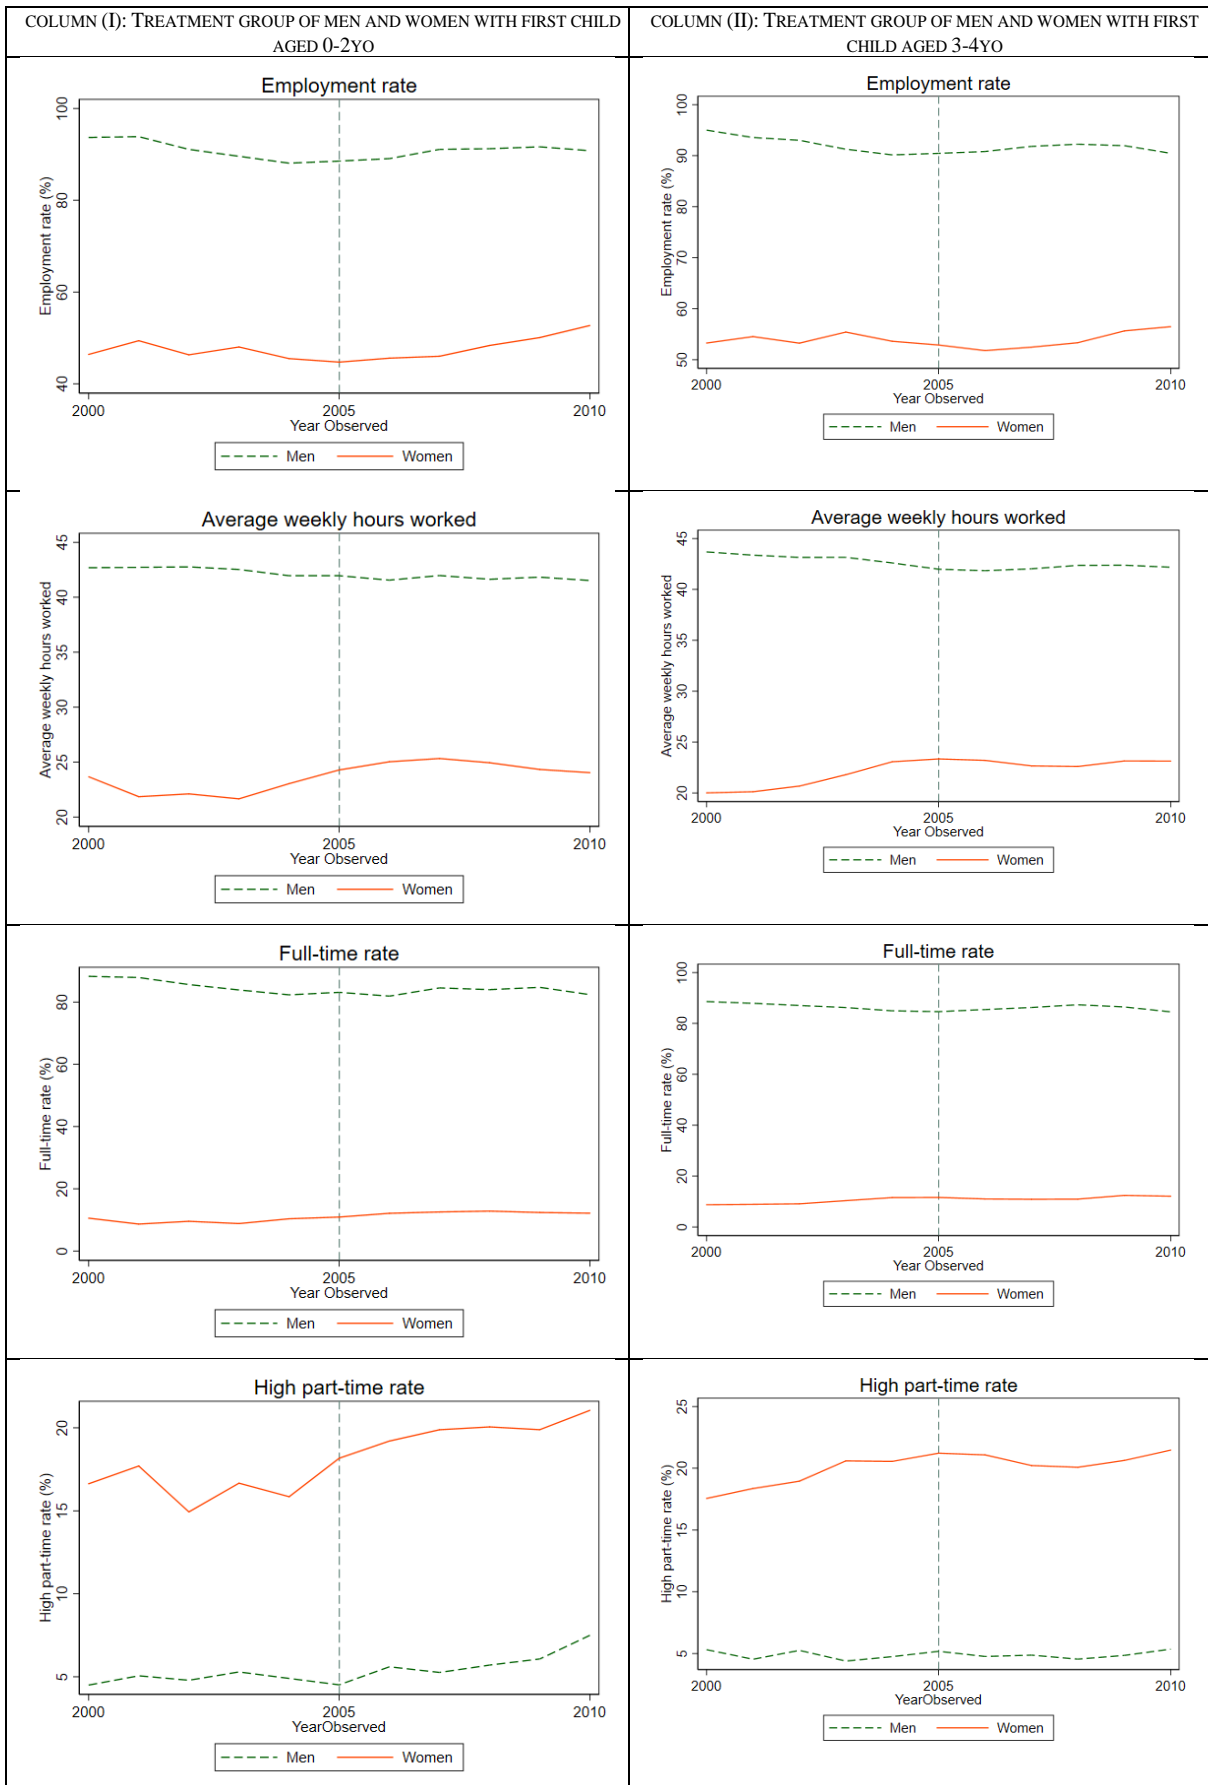 COLUMN (I): TREATMENT GROUP OF MEN AND WOMEN WITH FIRST CHILD
AGED 0-2YO
COLUMN (II): TREATMENT GROUP OF MEN AND WOMEN WITH FIRST
CHILD AGED 3-4YO
Employment rate
Employment rate (%)
100
80
60
40
2000 2005 2010
Year Observed
Men Women
Employment rate
Employment rate (%)
100
90
80
70
60
50
2000 2005 2010
Year Observed
Men Women
Average weekly hours worked
Average weekly hours worked
45
40
35
30
25
20
2000 2005 2010
Year Observed
Men Women
Average weekly hours worked
Average weekly hours worked
45
40
35
30
25
20
2000 2005 2010
Year Observed
Men Women
Full-time rate
Full-time rate (%)
80
60
40
20
0
2000 2005 2010
Year Observed
Men Women
Full-time rate
Full-time rate (%)
100
80
60
40
20
0
2000 2005 2010
Year Observed
Men Women
High part-time rate
High part-time rate (%)
20
15
10
5
2000 2005 2010
YearObserved
Men Women
High part-time rate
High part-time rate (%)
25
20
15
10
5
2000 2005 2010
YearObserved
Men Women